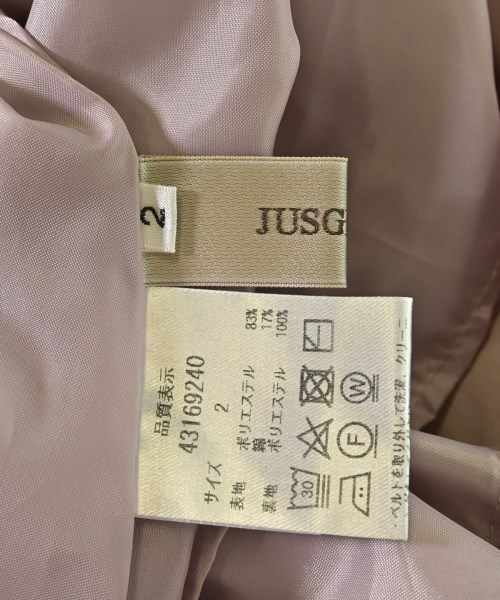 JUSG
2
品質表示
43169240
サイズ 2
表地 ポリエステル 83%
綿 17%
裏地 ポリエステル 100%
30
F W
・ベルトを取り外して洗濯、クリーニ